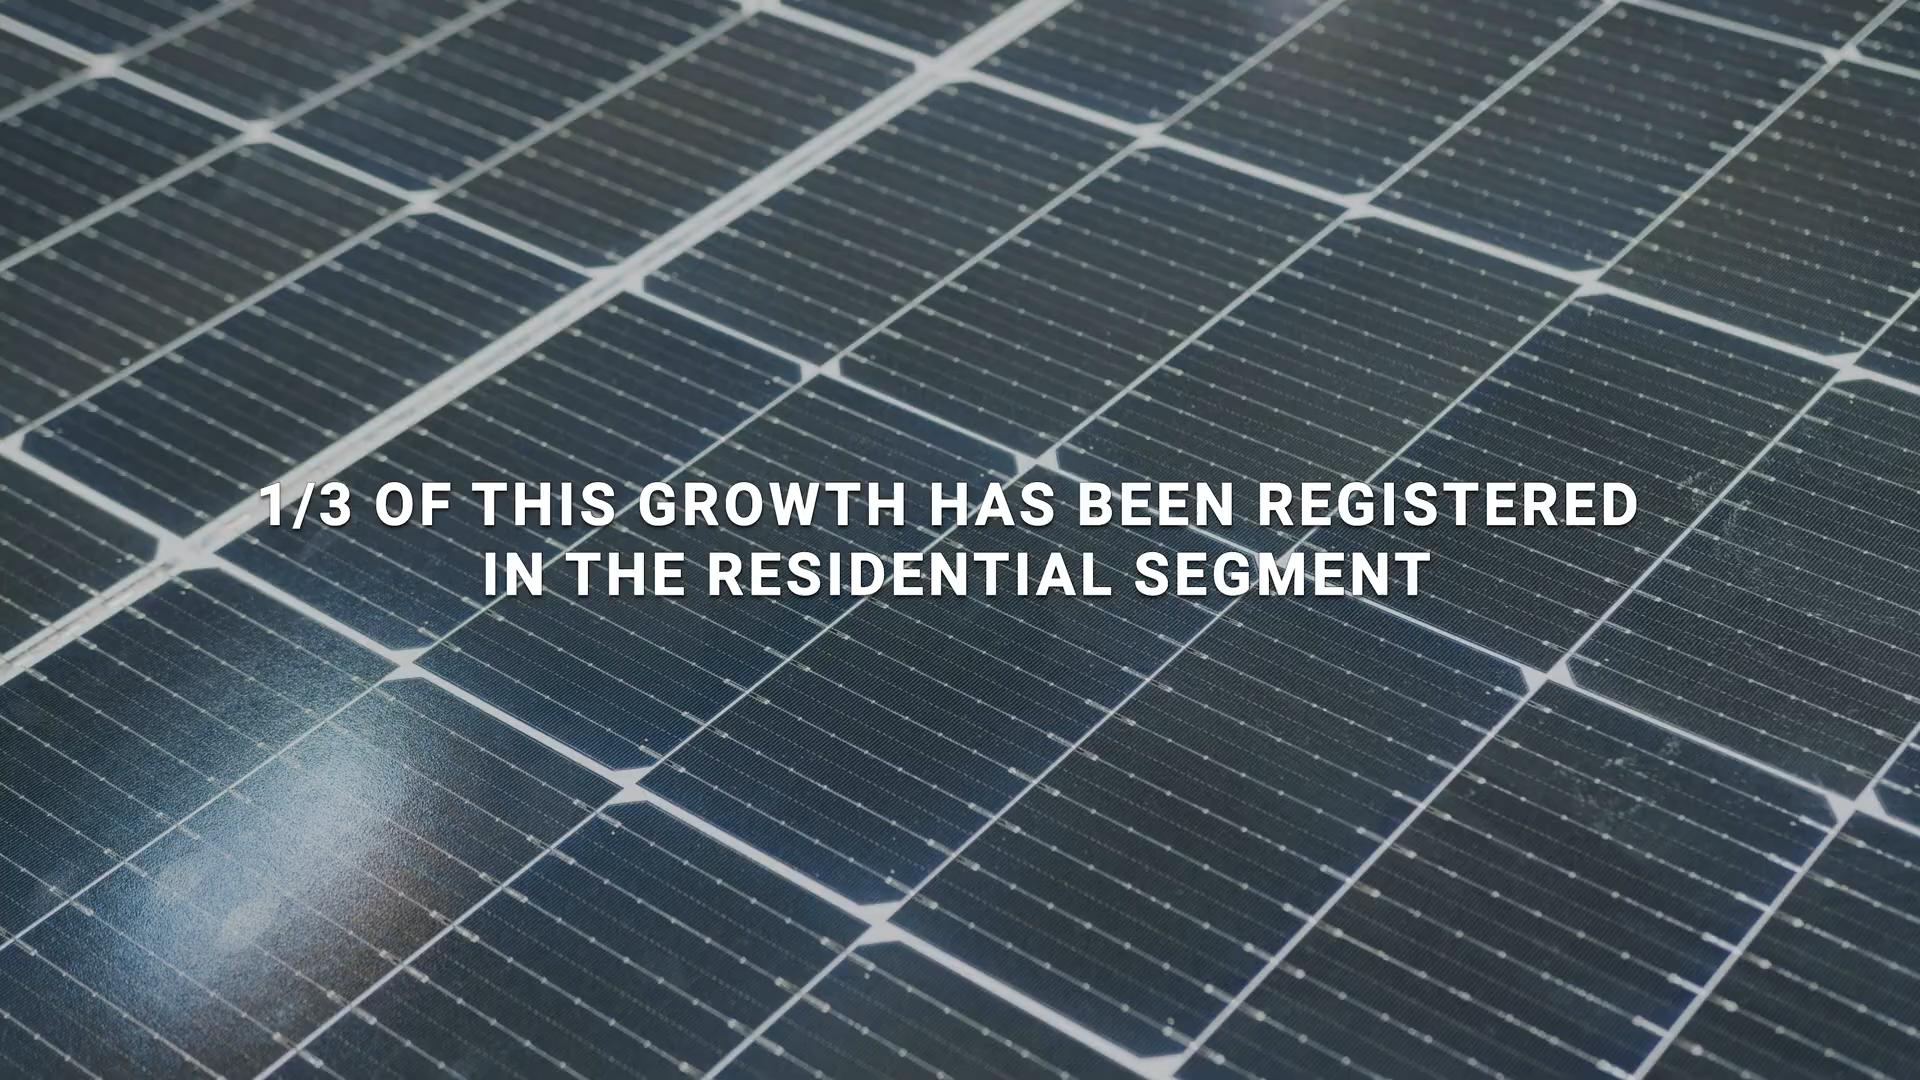 1/3 OF THIS GROWTH HAS BEEN REGISTERED
IN THE RESIDENTIAL SEGMENT